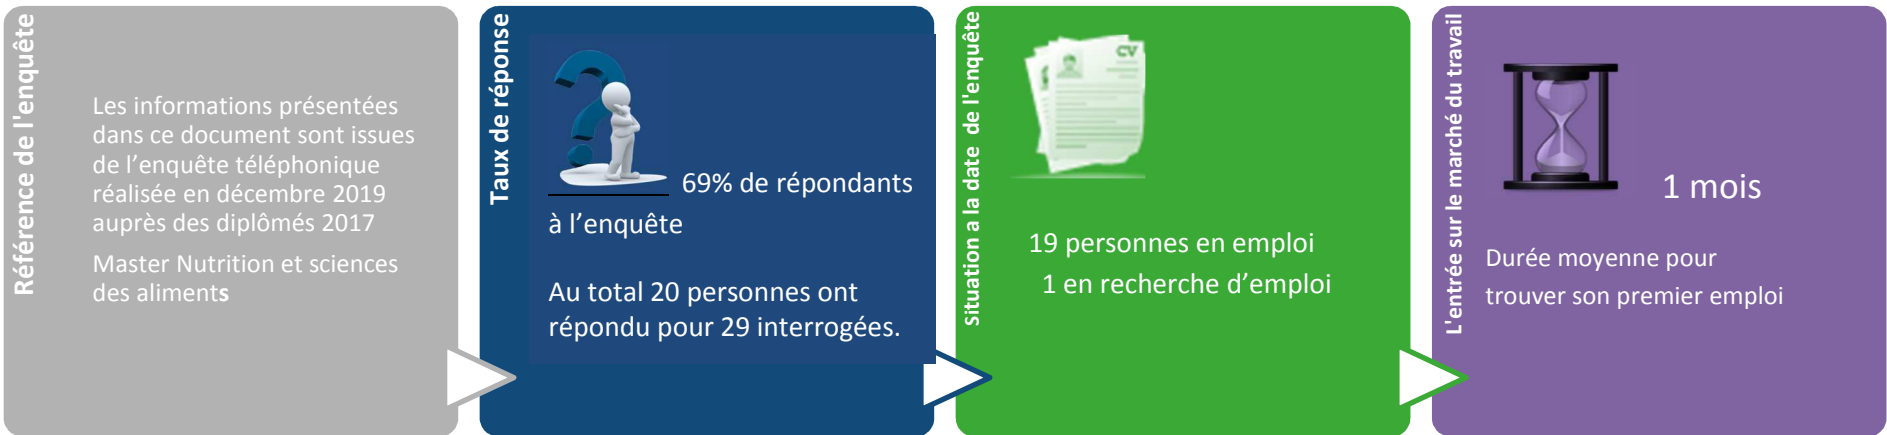 Référence de l'enquête
Les informations présentées
dans ce document sont issues
de l’enquête téléphonique
réalisée en décembre 2019
auprès des diplômés 2017
Master Nutrition et sciences
des aliments
Taux de réponse
69% de répondants
à l’enquête
Au total 20 personnes ont
répondu pour 29 interrogées.
Situation a la date de l'enquête
CV
19 personnes en emploi
1 en recherche d’emploi
L'entrée sur le marché du travail
1 mois
Durée moyenne pour
trouver son premier emploi